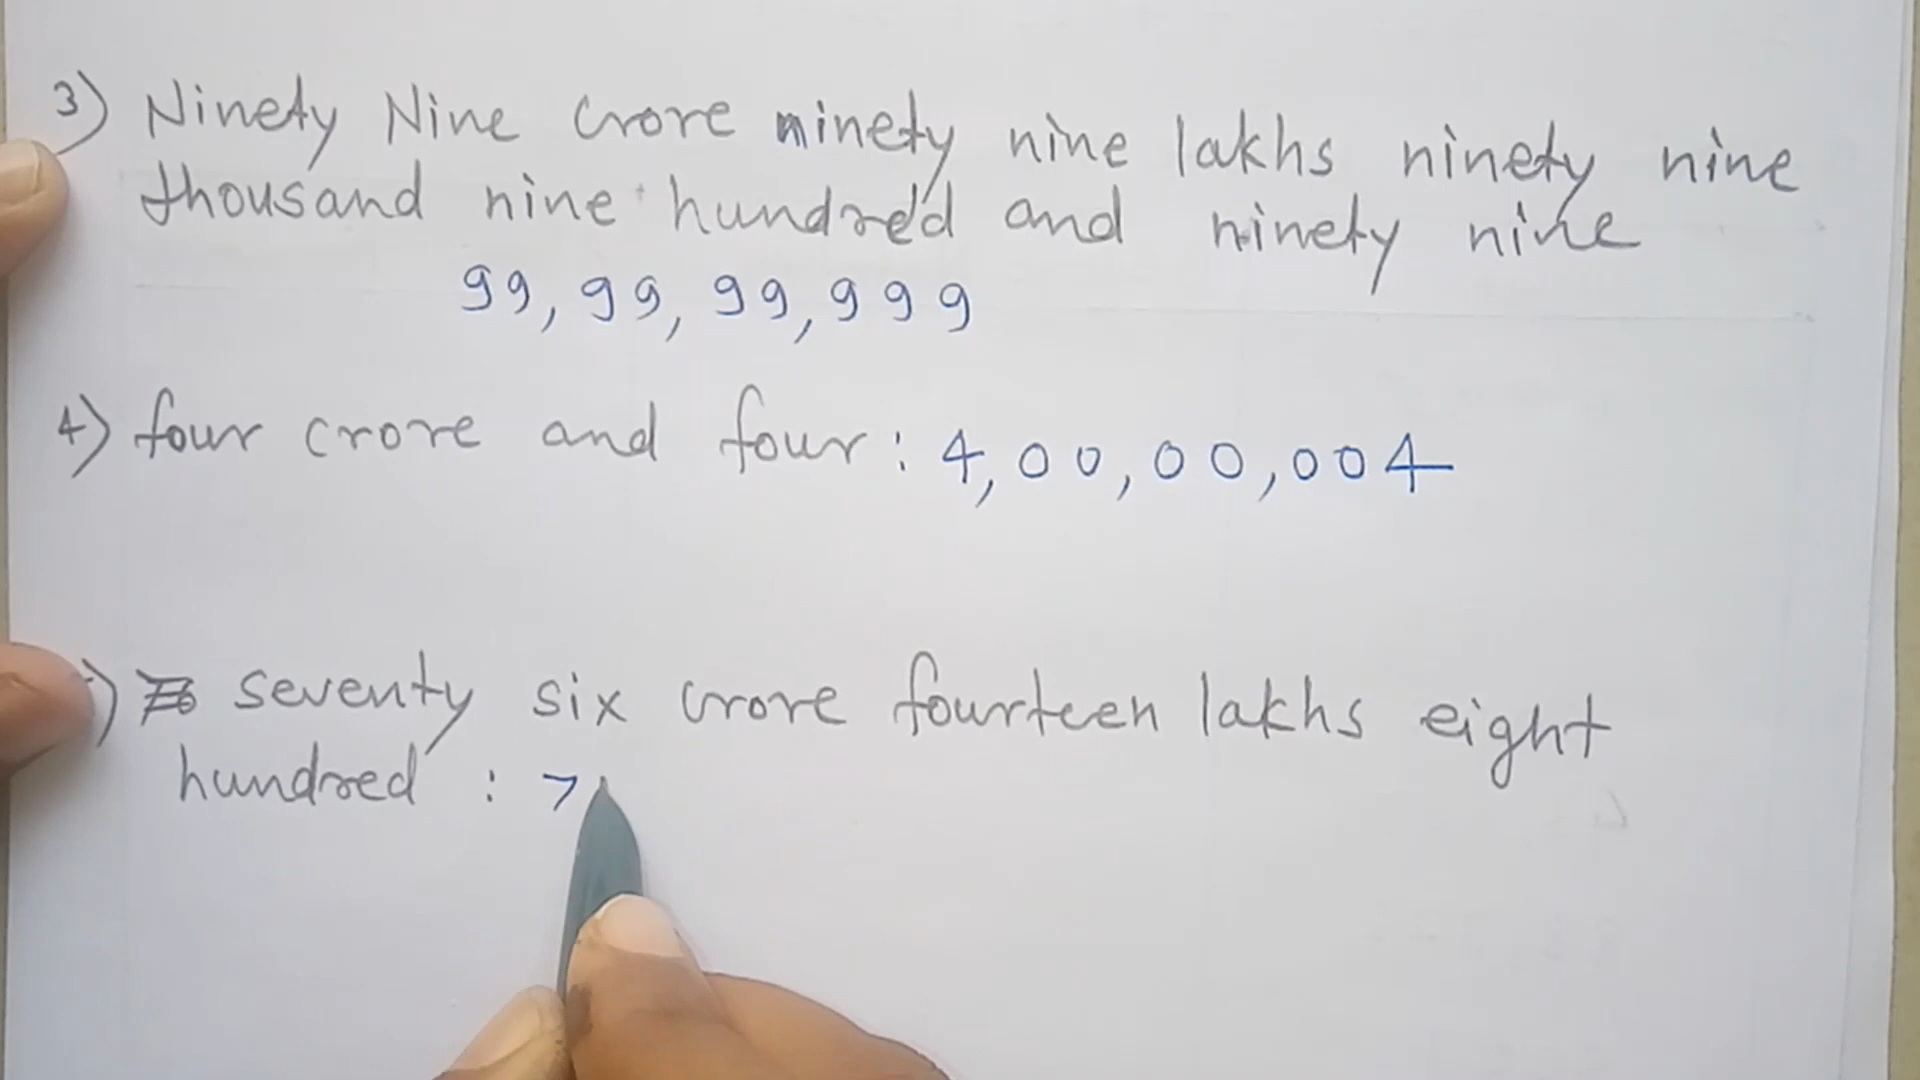 3) Ninety Nine crore ninety nine lakhs ninety nine
thousand nine hundred and ninety nine
99,99,99,999
4) four crore and four : 4,00,00,004
) seventy six crore fourteen lakhs eight
hundred : 7